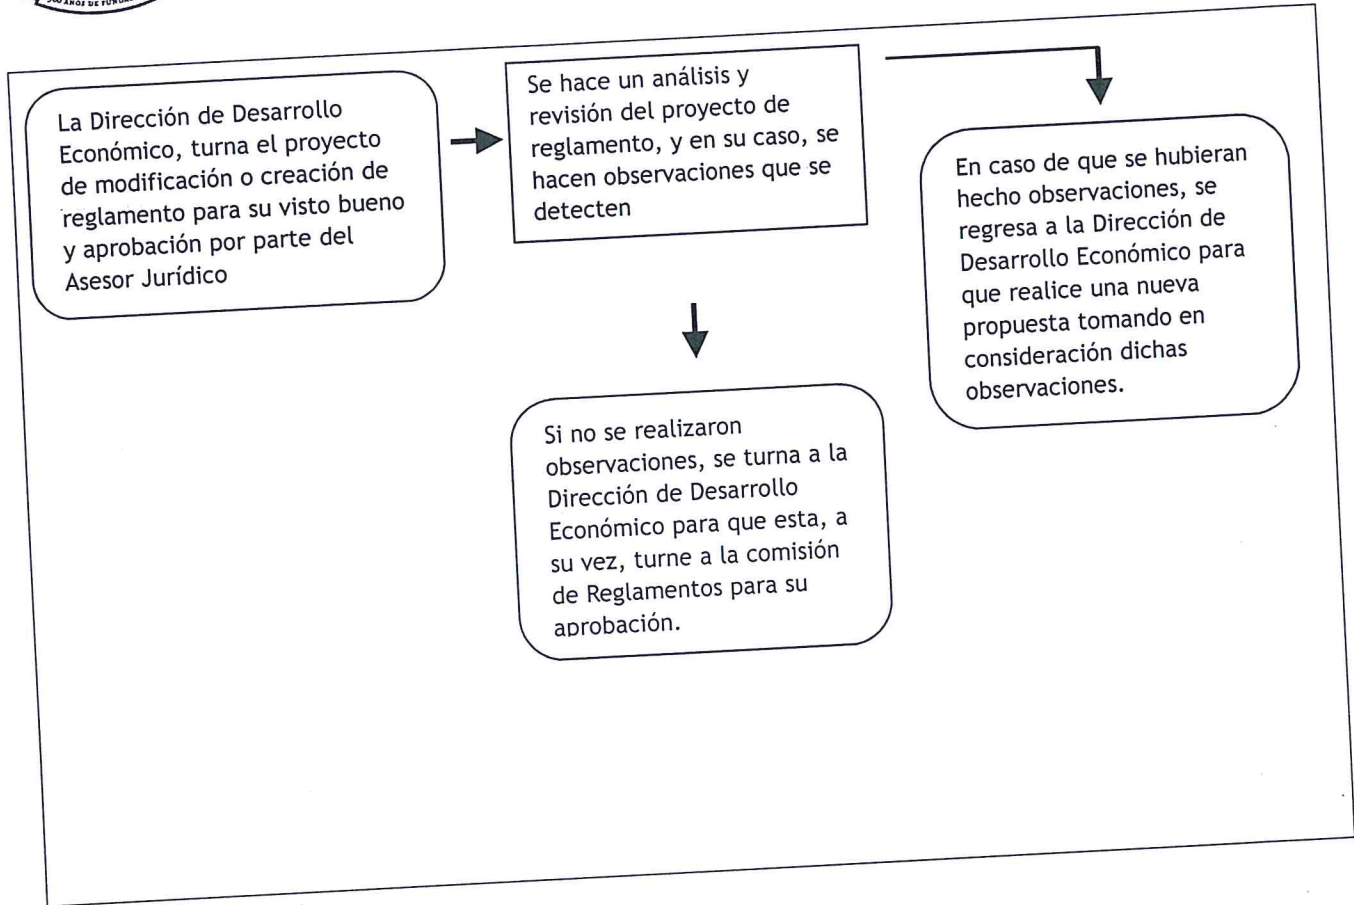 500 AÑOS DE
La Dirección de Desarrollo
Económico, turna el proyecto
de modificación o creación de
reglamento para su visto bueno
y aprobación por parte del
Asesor Jurídico
Se hace un análisis y
revisión del proyecto de
reglamento, y en su caso, se
hacen observaciones que se
detecten
En caso de que se hubieran
hecho observaciones, se
regresa a la Dirección de
Desarrollo Económico para
que realice una nueva
propuesta tomando en
consideración dichas
observaciones.
Si no se realizaron
observaciones, se turna a la
Dirección de Desarrollo
Económico para que esta, a
su vez, turne a la comisión
de Reglamentos para su
aprobación.